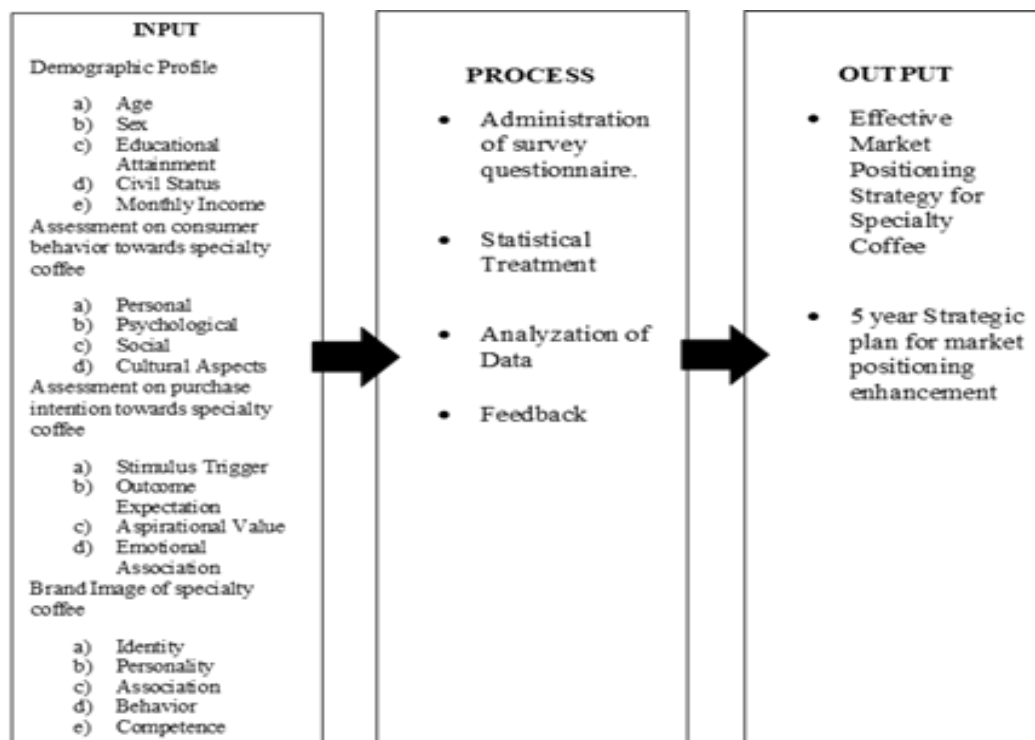 INPUT
Demographic Profile
a) Age
b) Sex
c) Educational
Attainment
d) Civil Status
e) Monthly Income
Assessment on consumer
behavior towards specialty
coffee
a) Personal
b) Psychological
c) Social
d) Cultural Aspects
Assessment on purchase
intention towards specialty
coffee
a) Stimulus Trigger
b) Outcome
Expectation
c) Aspirational Value
d) Emotional
Association
Brand Image of specialty
coffee
a) Identity
b) Personality
c) Association
d) Behavior
e) Competence
PROCESS
• Administration
of survey
questionnaire.
• Statistical
Treatment
• Analyzation of
Data
• Feedback
OUTPUT
• Effective
Market
Positioning
Strategy for
Specialty
Coffee
• 5 year Strategic
plan for market
positioning
enhancement